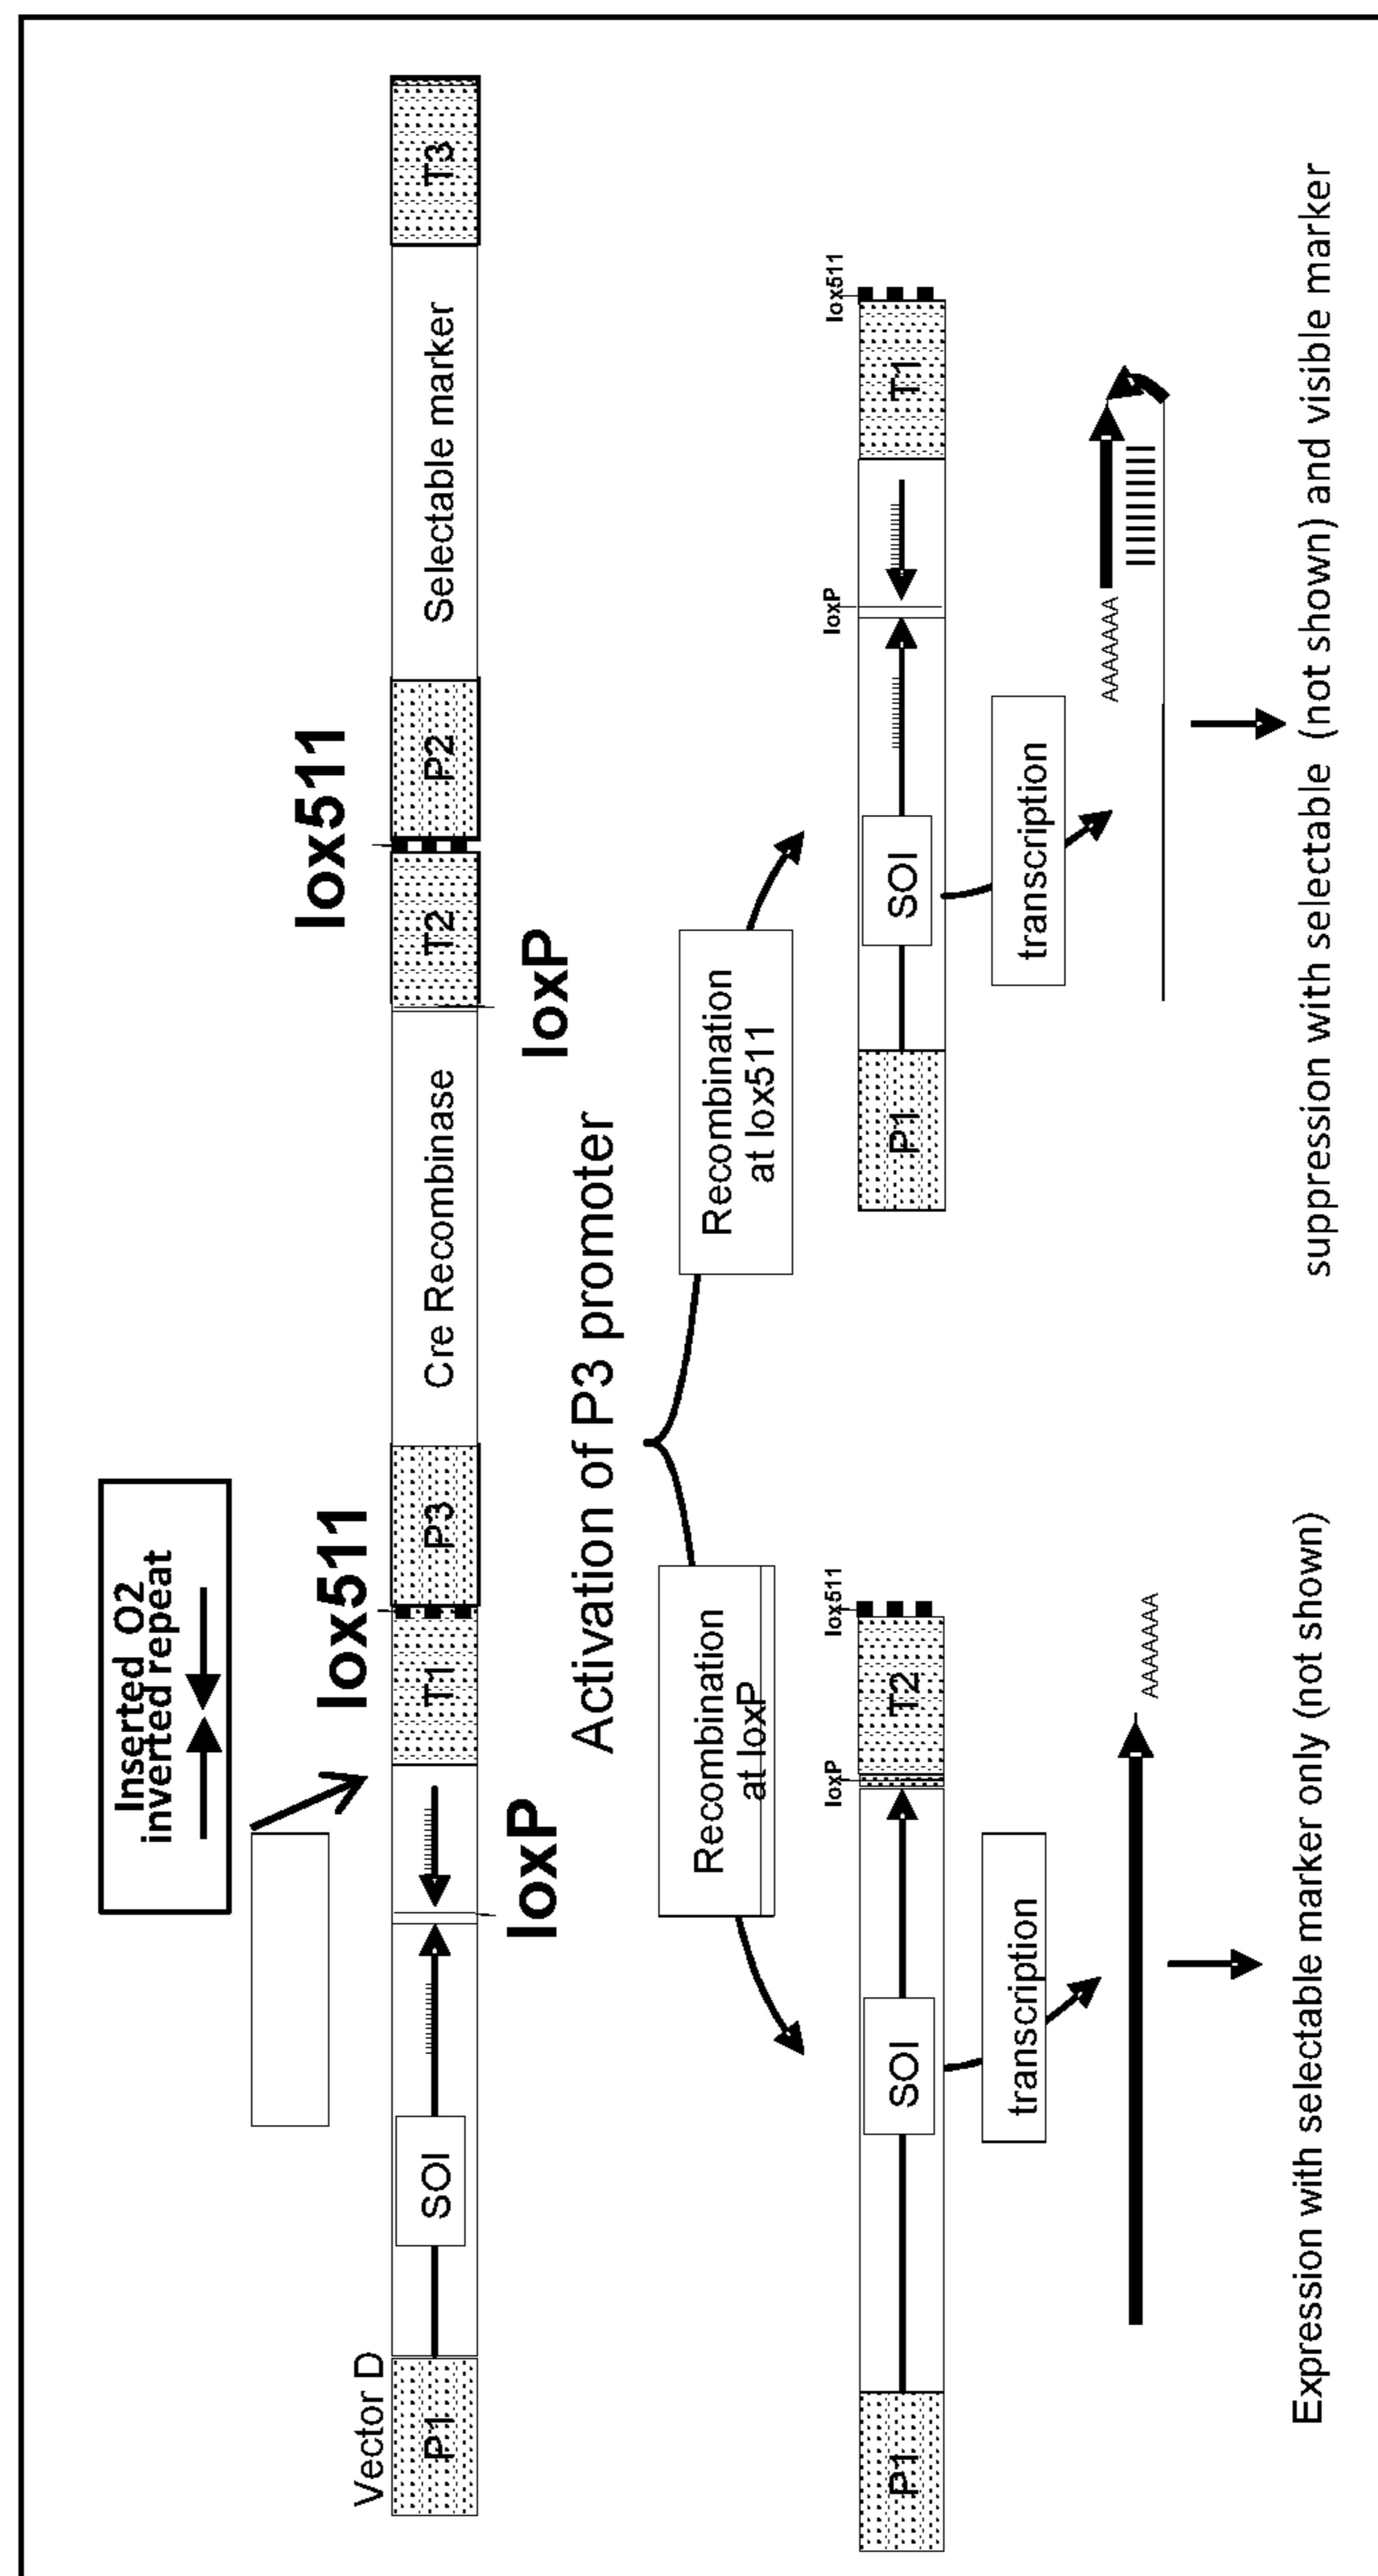 Inserted O2
inverted repeat
Vector D
P1
SOI
T1
P3
Cre Recombinase
T2
P2
Selectable marker
T3
lox511
lox511
loxP
loxP
Activation of P3 promoter
Recombination
at loxP
Recombination
at lox511
P1
SOI
loxP
T2
lox511
transcription
AAAAAAA
Expression with selectable marker only (not shown)
P1
SOI
loxP
T1
lox511
transcription
AAAAAAA
suppression with selectable (not shown) and visible marker